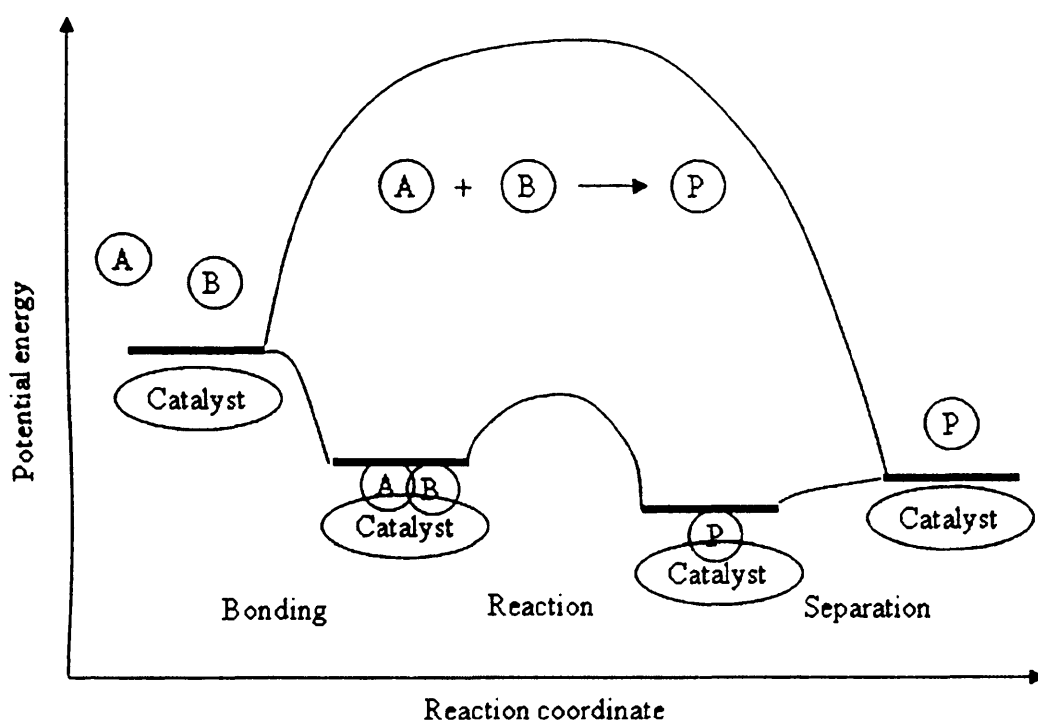 A + B → P
A
B
Catalyst
A B
Catalyst
P
Catalyst
P
Catalyst
Bonding
Reaction
Separation
Potential energy
Reaction coordinate